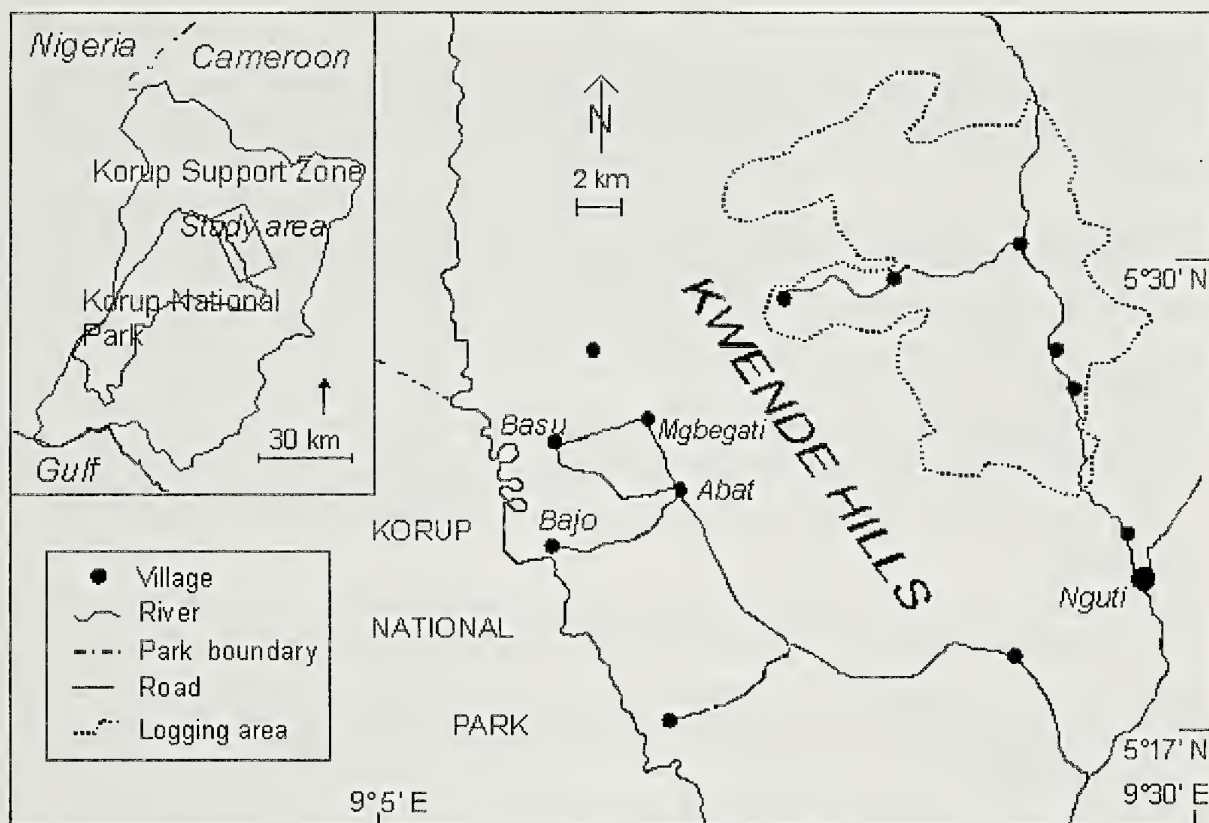 Nigeria
Cameroon
Korup Support Zone
Study area
Korup National
Park
30 km
Gulf
N
2 km
5°30' N
KWENDE HILLS
Basu
Mgbegati
Abat
Bajo
KORUP
NATIONAL
PARK
Nguti
Village
River
Park boundary
Road
Logging area
5°17' N
9°5' E
9°30' E